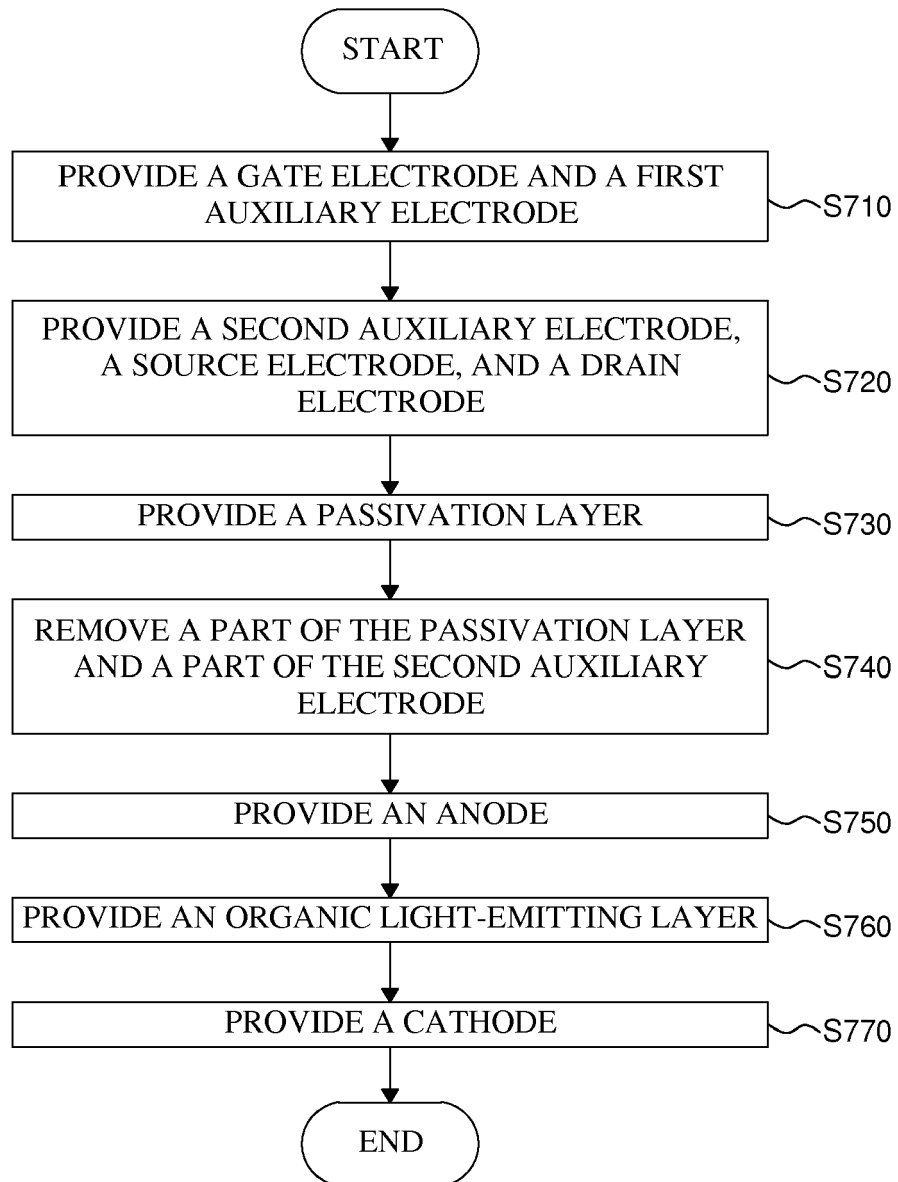 START
PROVIDE A GATE ELECTRODE AND A FIRST
AUXILIARY ELECTRODE
S710
PROVIDE A SECOND AUXILIARY ELECTRODE,
A SOURCE ELECTRODE, AND A DRAIN
ELECTRODE
S720
PROVIDE A PASSIVATION LAYER
S730
REMOVE A PART OF THE PASSIVATION LAYER
AND A PART OF THE SECOND AUXILIARY
ELECTRODE
S740
PROVIDE AN ANODE
S750
PROVIDE AN ORGANIC LIGHT-EMITTING LAYER
S760
PROVIDE A CATHODE
S770
END